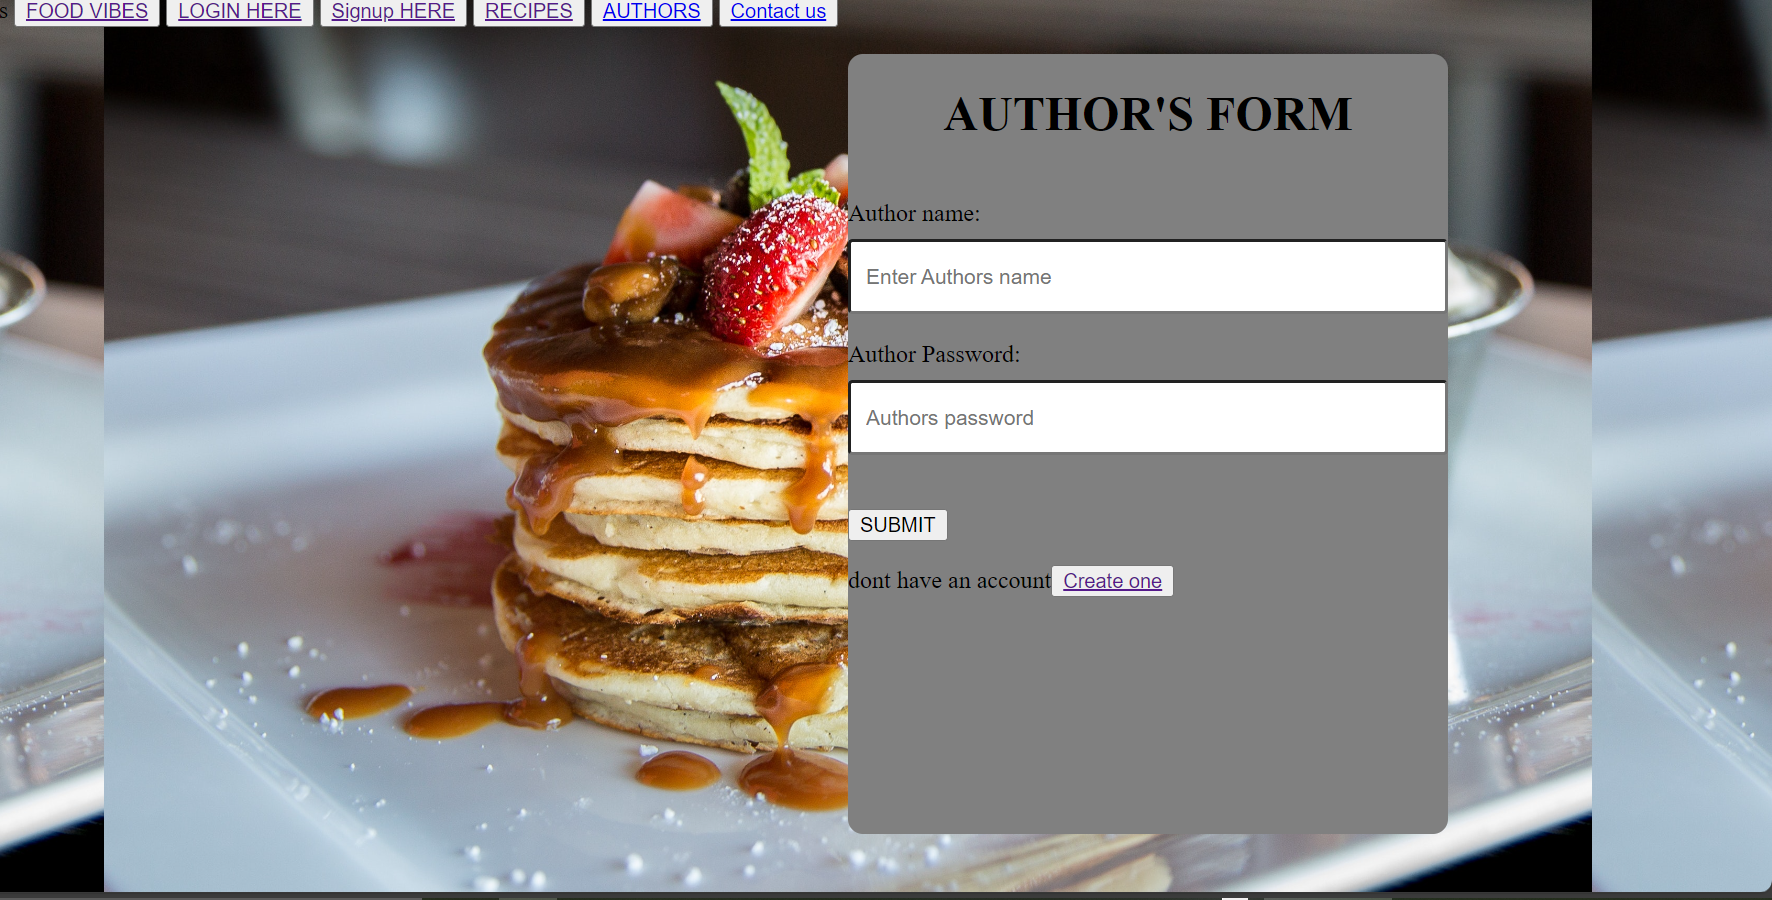 s FOOD VIBES LOGIN HERE Signup HERE RECIPES AUTHORS Contact us
AUTHOR'S FORM
Author name:
Enter Authors name
Author Password:
Authors password
SUBMIT
dont have an account Create one